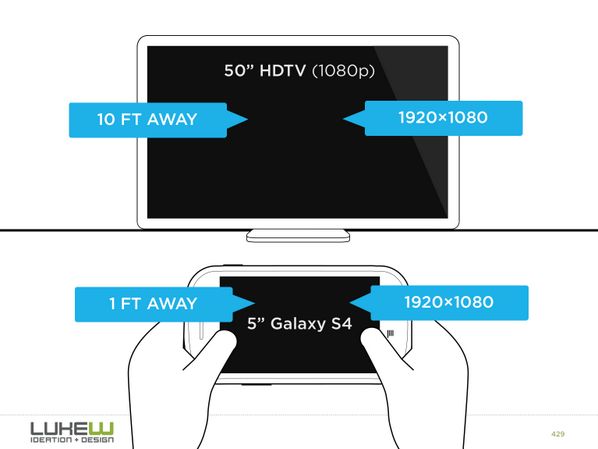 50” HDTV (1080p)
10 FT AWAY
1920×1080
1 FT AWAY
1920×1080
5” Galaxy S4
LUKEW
IDEATION + DESIGN
429